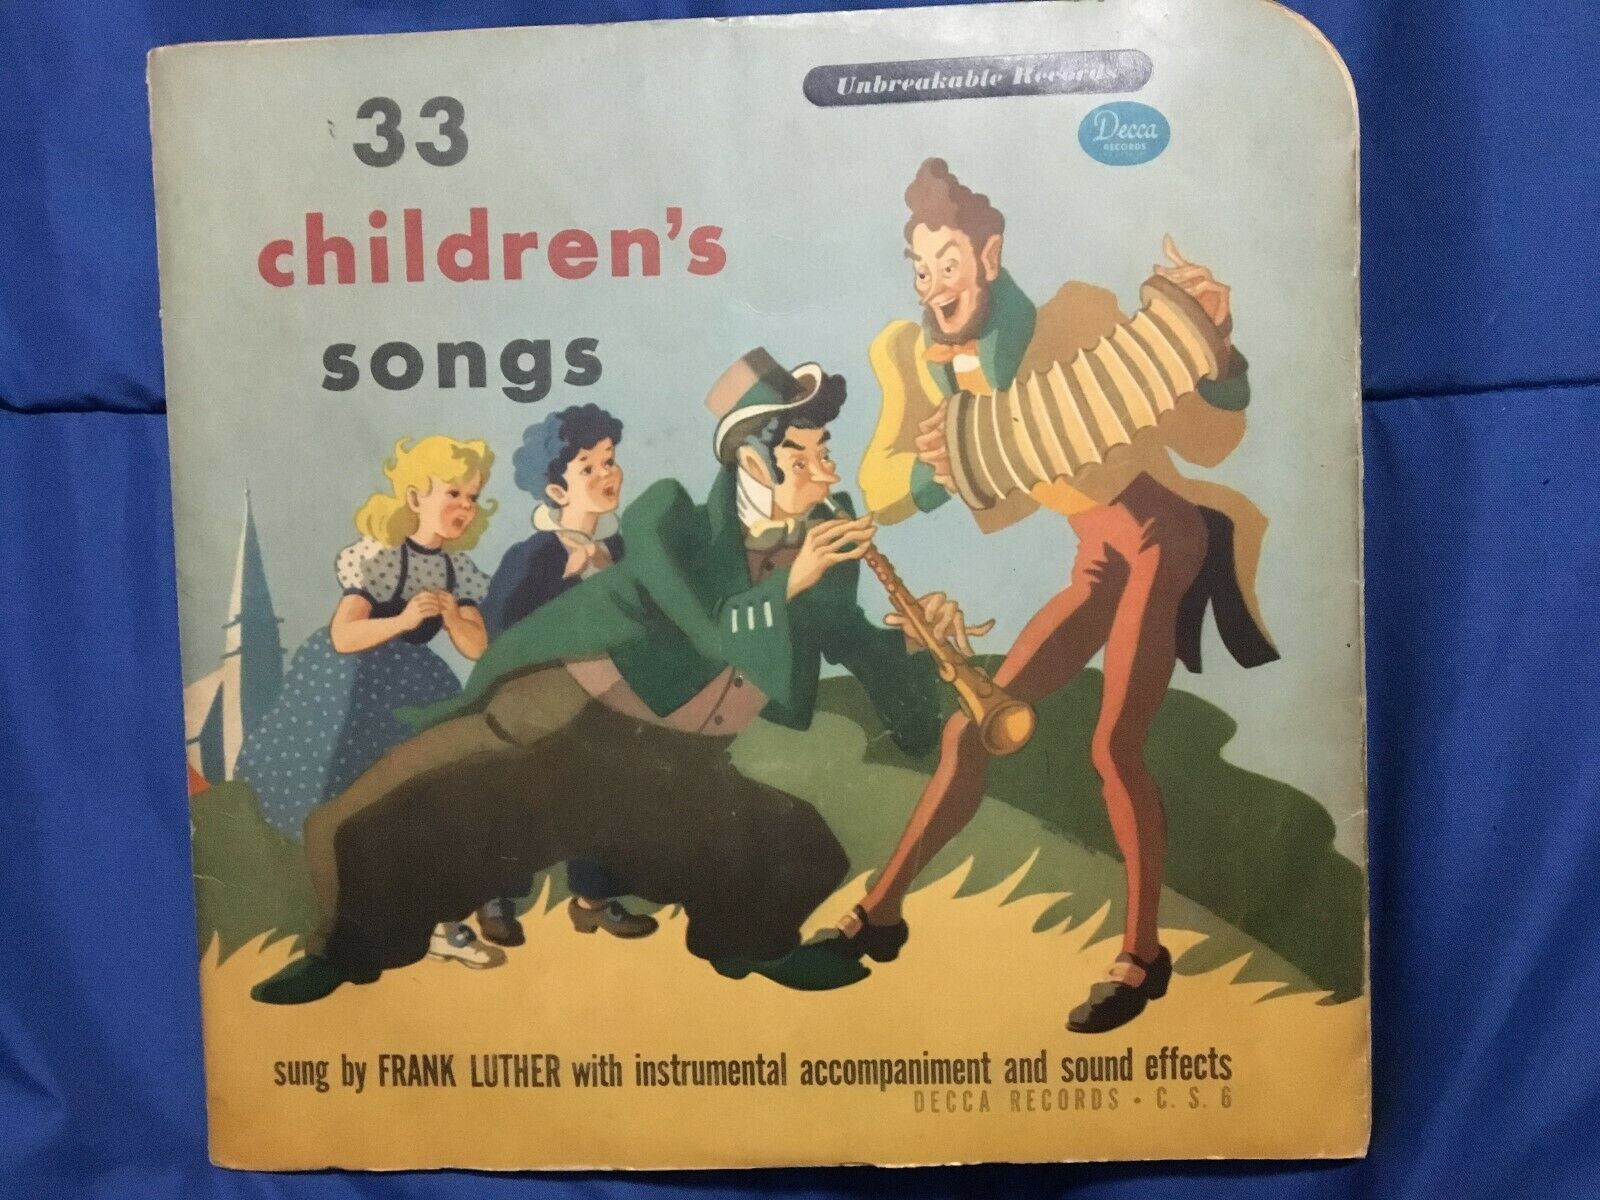 Unbreakable Records
Decca
RECORDS
33
children's
songs
sung by FRANK LUTHER with instrumental accompaniment and sound effects
DECCA RECORDS • C. S. 6